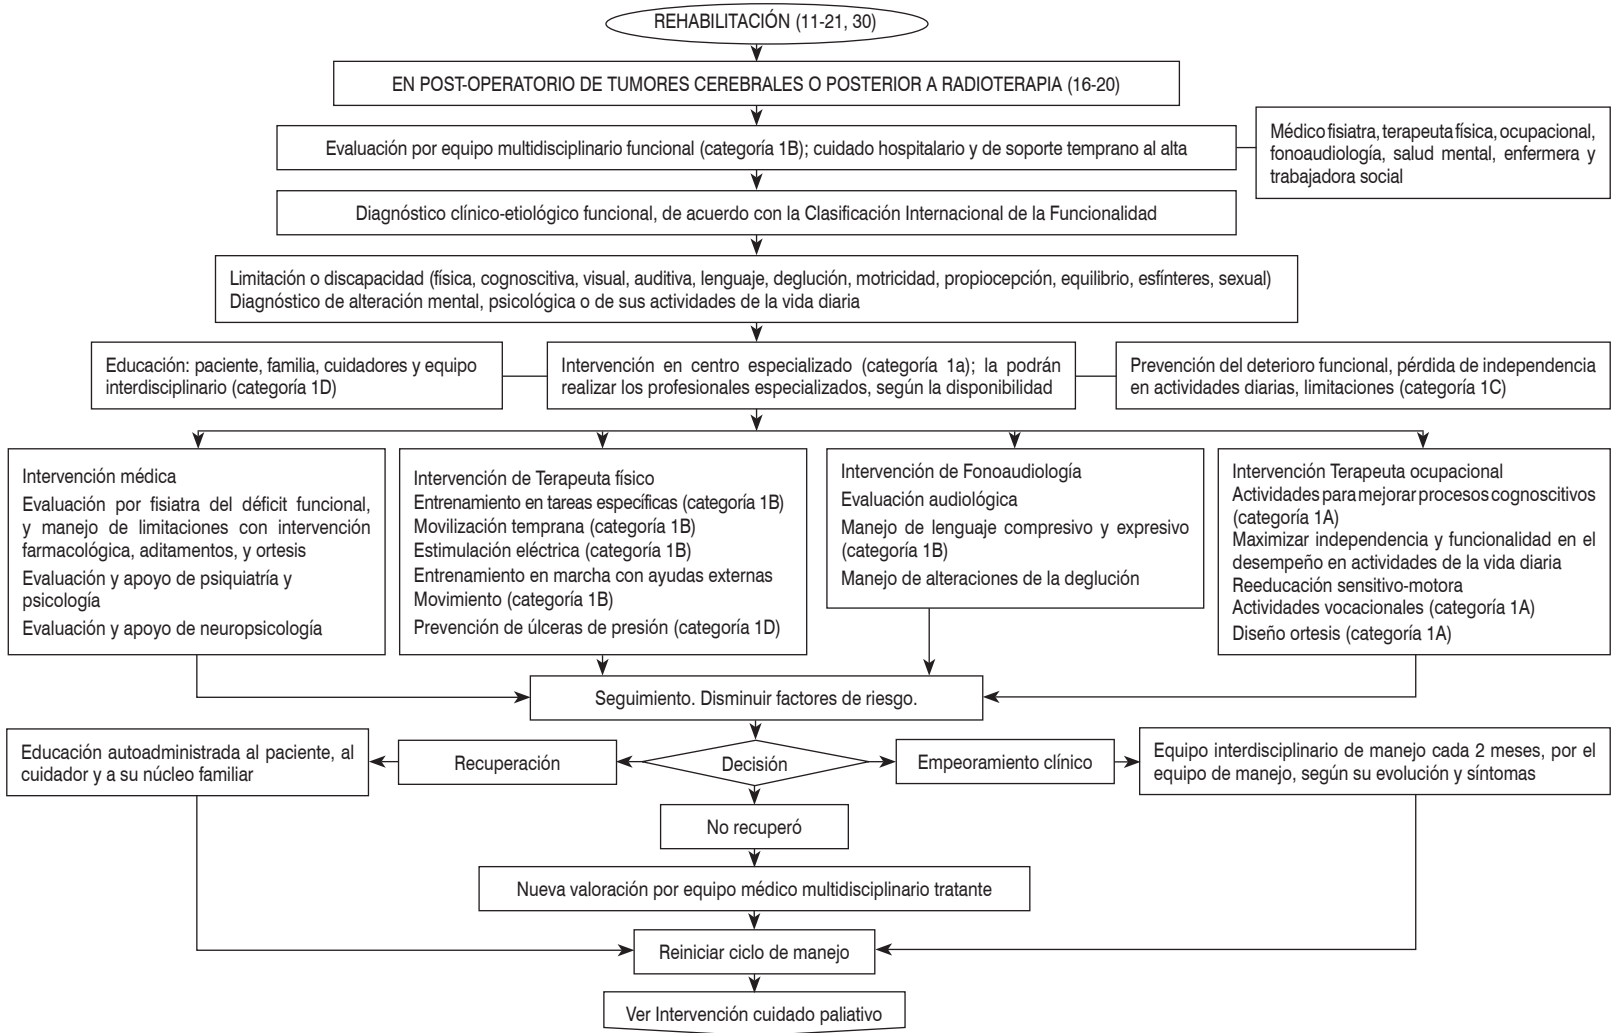 REHABILITACIÓN (11-21, 30)
EN POST-OPERATORIO DE TUMORES CEREBRALES O POSTERIOR A RADIOTERAPIA (16-20)
Evaluación por equipo multidisciplinario funcional (categoría 1B); cuidado hospitalario y de soporte temprano al alta
Médico fisiatra, terapeuta física, ocupacional,
fonoaudiología, salud mental, enfermera y
trabajadora social
Diagnóstico clínico-etiológico funcional, de acuerdo con la Clasificación Internacional de la Funcionalidad
Limitación o discapacidad (física, cognoscitiva, visual, auditiva, lenguaje, deglución, motricidad, propiocepción, equilibrio, esfínteres, sexual)
Diagnóstico de alteración mental, psicológica o de sus actividades de la vida diaria
Educación: paciente, familia, cuidadores y equipo
interdisciplinario (categoría 1D)
Intervención en centro especializado (categoría 1a); la podrán
realizar los profesionales especializados, según la disponibilidad
Prevención del deterioro funcional, pérdida de independencia
en actividades diarias, limitaciones (categoría 1C)
Intervención médica
Evaluación por fisiatra del déficit funcional,
y manejo de limitaciones con intervención
farmacológica, aditamentos, y ortesis
Evaluación y apoyo de psiquiatría y
psicología
Evaluación y apoyo de neuropsicología
Intervención de Terapeuta físico
Entrenamiento en tareas específicas (categoría 1B)
Movilización temprana (categoría 1B)
Estimulación eléctrica (categoría 1B)
Entrenamiento en marcha con ayudas externas
Movimiento (categoría 1B)
Prevención de úlceras de presión (categoría 1D)
Intervención de Fonoaudiología
Evaluación audiológica
Manejo de lenguaje compresivo y expresivo
(categoría 1B)
Manejo de alteraciones de la deglución
Intervención Terapeuta ocupacional
Actividades para mejorar procesos cognoscitivos
(categoría 1A)
Maximizar independencia y funcionalidad en el
desempeño en actividades de la vida diaria
Reeducación sensitivo-motora
Actividades vocacionales (categoría 1A)
Diseño ortesis (categoría 1A)
Seguimiento. Disminuir factores de riesgo.
Educación autoadministrada al paciente, al
cuidador y a su núcleo familiar
Recuperación
Decisión
Empeoramiento clínico
Equipo interdisciplinario de manejo cada 2 meses, por el
equipo de manejo, según su evolución y síntomas
No recuperó
Nueva valoración por equipo médico multidisciplinario tratante
Reiniciar ciclo de manejo
Ver Intervención cuidado paliativo